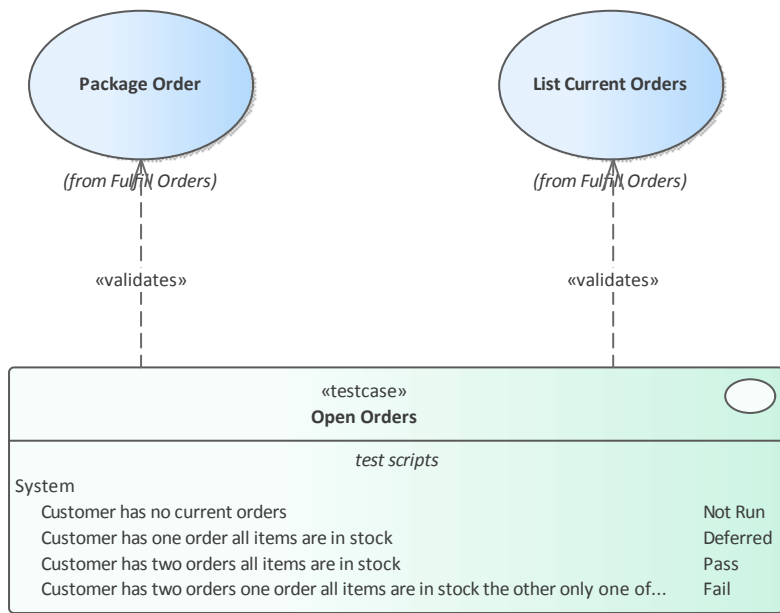 Package Order
List Current Orders
(from Fulfill Orders)
(from Fulfill Orders)
«validates»
«validates»
«testcase»
Open Orders
test scripts
System
Customer has no current orders Not Run
Customer has one order all items are in stock Deferred
Customer has two orders all items are in stock Pass
Customer has two orders one order all items are in stock the other only one of... Fail